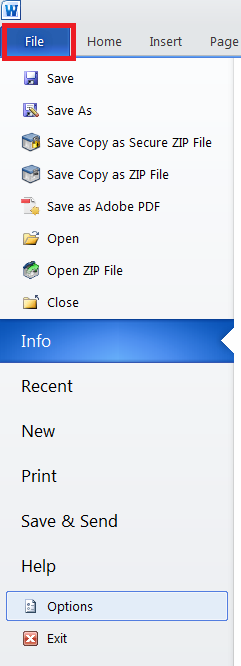 W
File Home Insert Page
Save
Save As
Save Copy as Secure ZIP File
Save Copy as ZIP File
Save as Adobe PDF
Open
Open ZIP File
Close
Info
Recent
New
Print
Save & Send
Help
Options
Exit